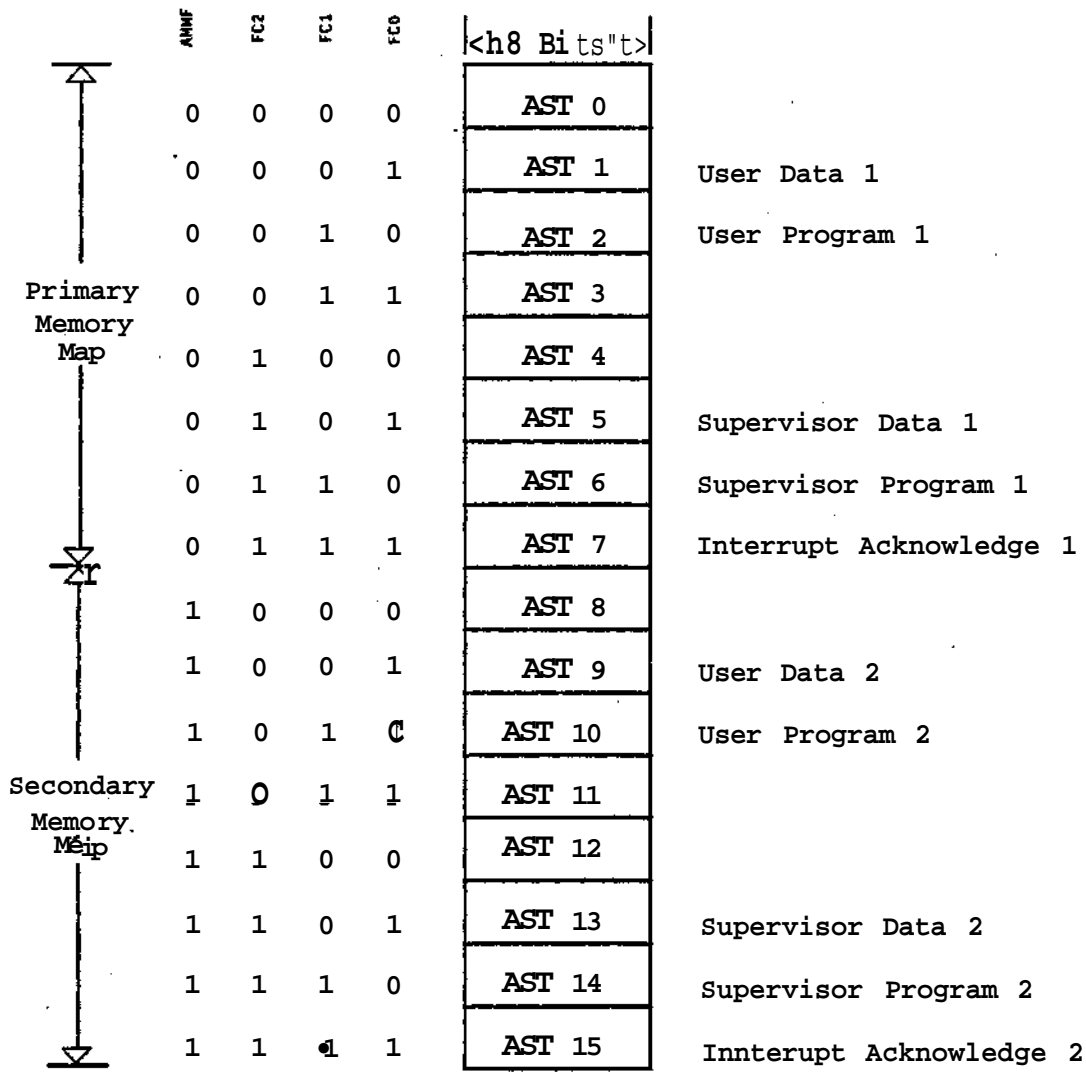 AMMF FC2 FC1 FC0 <h8 Bits"t>
0 0 0 0 AST 0
0 0 0 1 AST 1 User Data 1
0 0 1 0 AST 2 User Program 1
Primary
0 0 1 1 AST 3
Memory
Map
0 1 0 0 AST 4
0 1 0 1 AST 5 Supervisor Data 1
0 1 1 0 AST 6 Supervisor Program 1
0 1 1 1 AST 7 Interrupt Acknowledge 1
r
1 0 0 0 AST 8
1 0 0 1 AST 9 User Data 2
1 0 1 C AST 10 User Program 2
Secondary
1 O 1 1 AST 11
Memory.
Méip
1 1 0 0 AST 12
1 1 0 1 AST 13 Supervisor Data 2
1 1 1 0 AST 14 Supervisor Program 2
1 1 1 1 AST 15 Innterupt Acknowledge 2